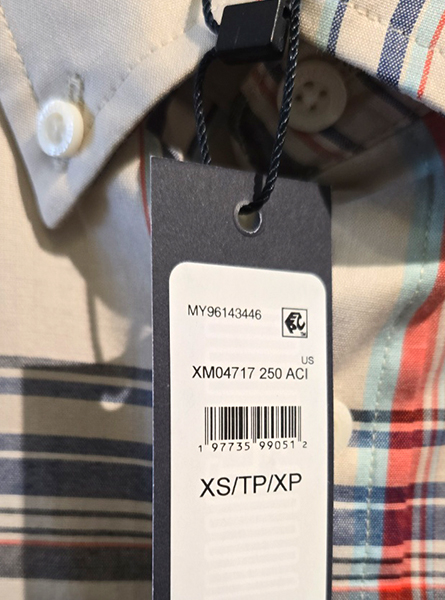 MY96143446
US
XM04717 250 ACI
1 97735 99051 2
XS/TP/XP